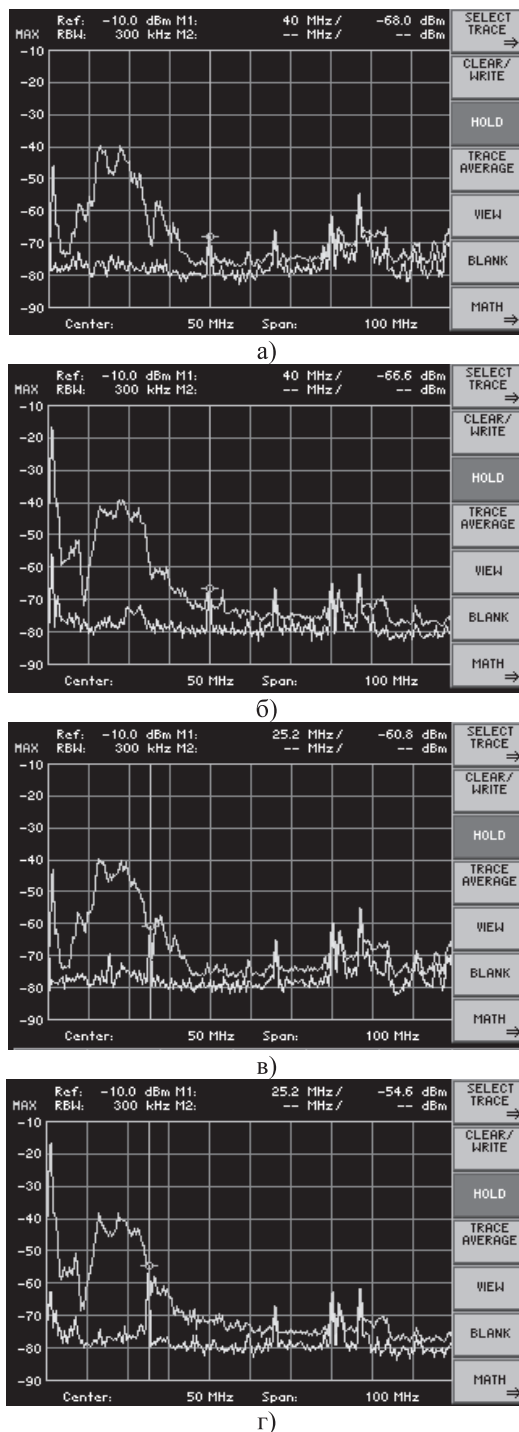 Ref: -10.0 dBm M1: 40 MHz/ -68.0 dBm
MAX RBW: 300 kHz M2: -- MHz/ -- dBm
-10
-20
-30
-40
-50
-60
-70
-80
-90
Center: 50 MHz Span: 100 MHz
SELECT
TRACE
⇒
CLEAR/
WRITE
HOLD
TRACE
AVERAGE
VIEW
BLANK
MATH
⇒
а)
Ref: -10.0 dBm M1: 40 MHz/ -66.6 dBm
MAX RBW: 300 kHz M2: -- MHz/ -- dBm
-10
-20
-30
-40
-50
-60
-70
-80
-90
Center: 50 MHz Span: 100 MHz
SELECT
TRACE
⇒
CLEAR/
WRITE
HOLD
TRACE
AVERAGE
VIEW
BLANK
MATH
⇒
б)
Ref: -10.0 dBm M1: 25.2 MHz/ -60.8 dBm
MAX RBW: 300 kHz M2: -- MHz/ -- dBm
-10
-20
-30
-40
-50
-60
-70
-80
-90
Center: 50 MHz Span: 100 MHz
SELECT
TRACE
⇒
CLEAR/
WRITE
HOLD
TRACE
AVERAGE
VIEW
BLANK
MATH
⇒
в)
Ref: -10.0 dBm M1: 25.2 MHz/ -54.6 dBm
MAX RBW: 300 kHz M2: -- MHz/ -- dBm
-10
-20
-30
-40
-50
-60
-70
-80
-90
Center: 50 MHz Span: 100 MHz
SELECT
TRACE
⇒
CLEAR/
WRITE
HOLD
TRACE
AVERAGE
VIEW
BLANK
MATH
⇒
г)